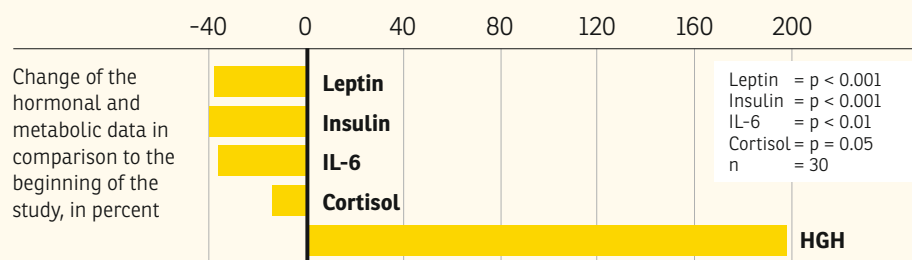 -40 0 40 80 120 160 200
Change of the
hormonal and
metabolic data in
comparison to the
beginning of the
study, in percent
Leptin
Insulin
IL-6
Cortisol
HGH
Leptin = p < 0.001
Insulin = p < 0.001
IL-6 = p < 0.01
Cortisol = p = 0.05
n = 30